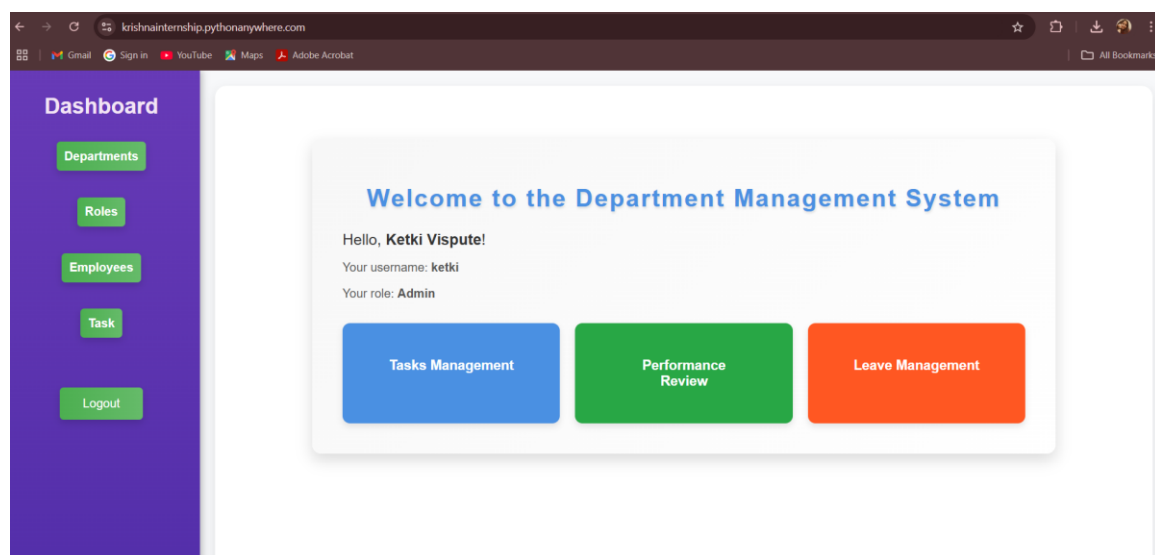 krishnainternship.pythonanywhere.com
Gmail Sign in YouTube Maps Adobe Acrobat All Bookmarks
Dashboard
Departments
Roles
Employees
Task
Logout
Welcome to the Department Management System
Hello, Ketki Vispute!
Your username: ketki
Your role: Admin
Tasks Management
Performance
Review
Leave Management